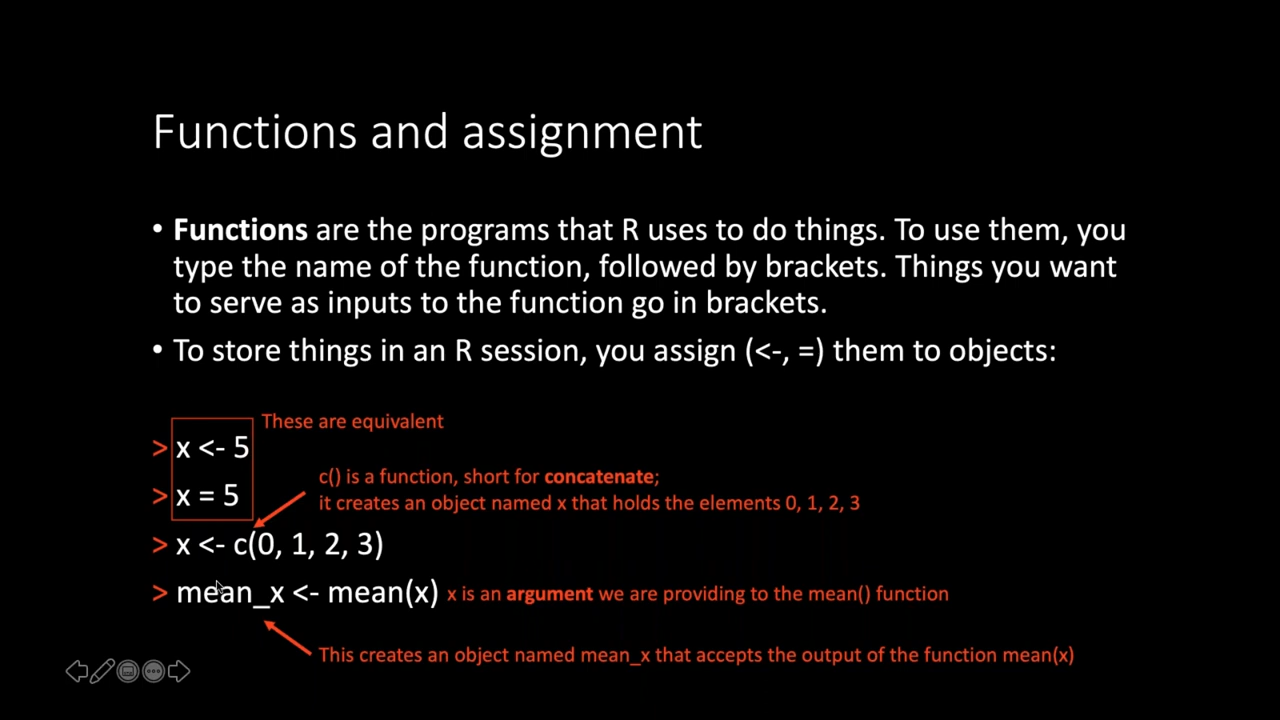 Functions and assignment
• Functions are the programs that R uses to do things. To use them, you
type the name of the function, followed by brackets. Things you want
to serve as inputs to the function go in brackets.
• To store things in an R session, you assign (<-, =) them to objects:
These are equivalent
> x <- 5
c() is a function, short for concatenate;
> x = 5
it creates an object named x that holds the elements 0, 1, 2, 3
> x <- c(0, 1, 2, 3)
> mean_x <- mean(x) x is an argument we are providing to the mean() function
This creates an object named mean_x that accepts the output of the function mean(x)